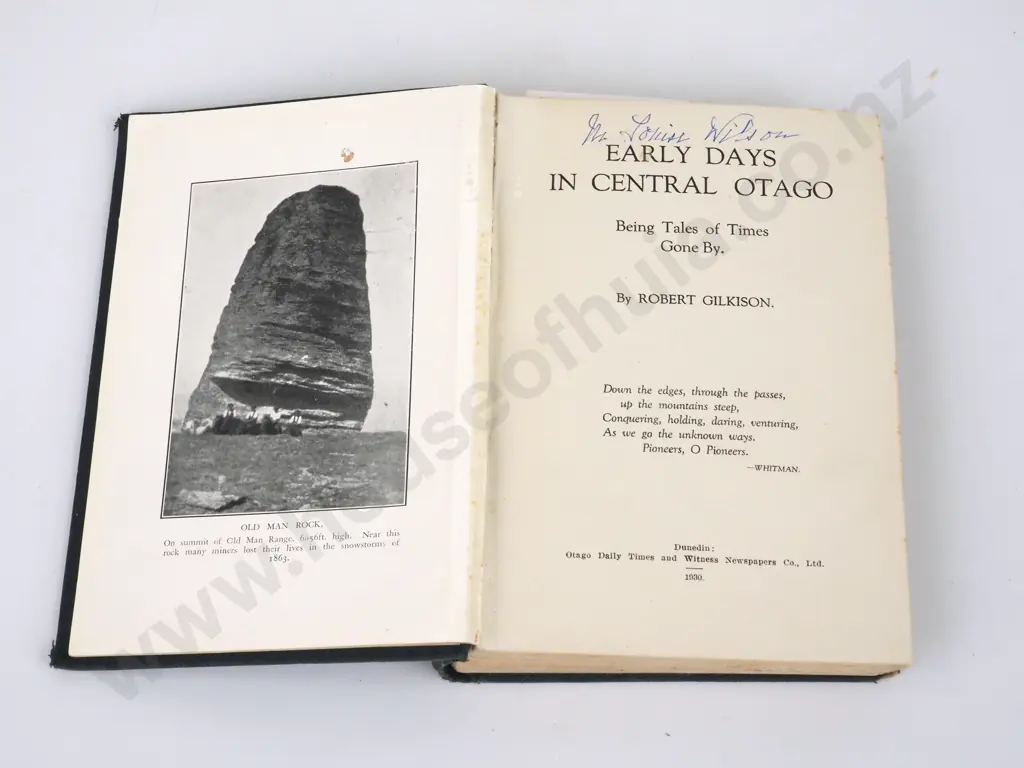 OLD MAN ROCK.
On summit of Old Man Range, 6056ft. high. Near this
rock many miners lost their lives in the snowstorms of
1863.
Louise Wilson
EARLY DAYS
IN CENTRAL OTAGO
Being Tales of Times
Gone By.
By ROBERT GILKISON.
Down the edges, through the passes,
up the mountains steep,
Conquering, holding, daring, venturing,
As we go the unknown ways.
Pioneers, O Pioneers.
—WHITMAN.
Dunedin:
Otago Daily Times and Witness Newspapers Co., Ltd.
1930.
www.houseofhuia.co.nz